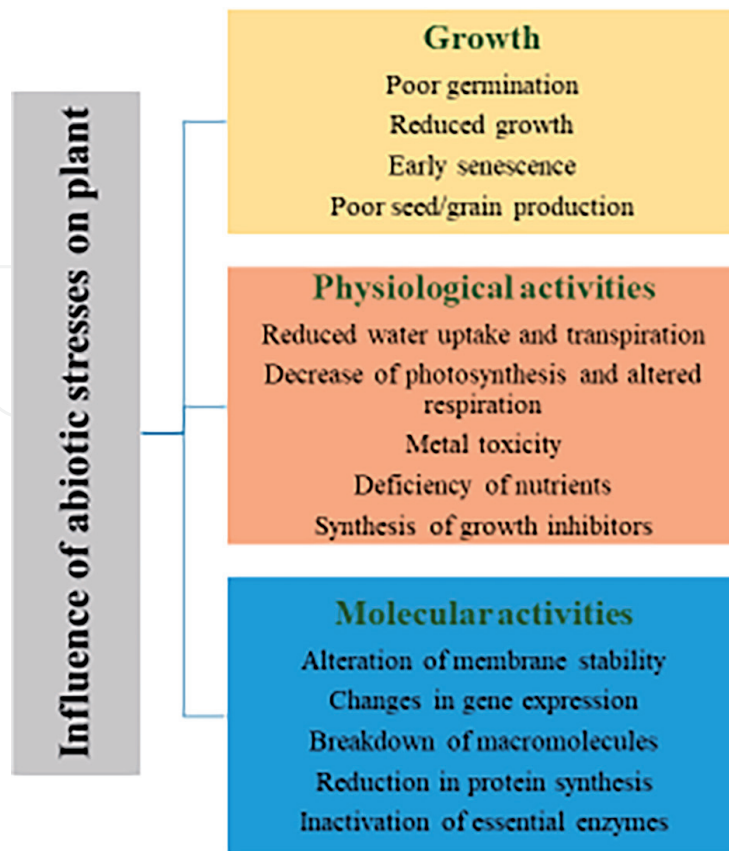 Influence of abiotic stresses on plant
Growth
Poor germination
Reduced growth
Early senescence
Poor seed/grain production
Physiological activities
Reduced water uptake and transpiration
Decrease of photosynthesis and altered
respiration
Metal toxicity
Deficiency of nutrients
Synthesis of growth inhibitors
Molecular activities
Alteration of membrane stability
Changes in gene expression
Breakdown of macromolecules
Reduction in protein synthesis
Inactivation of essential enzymes